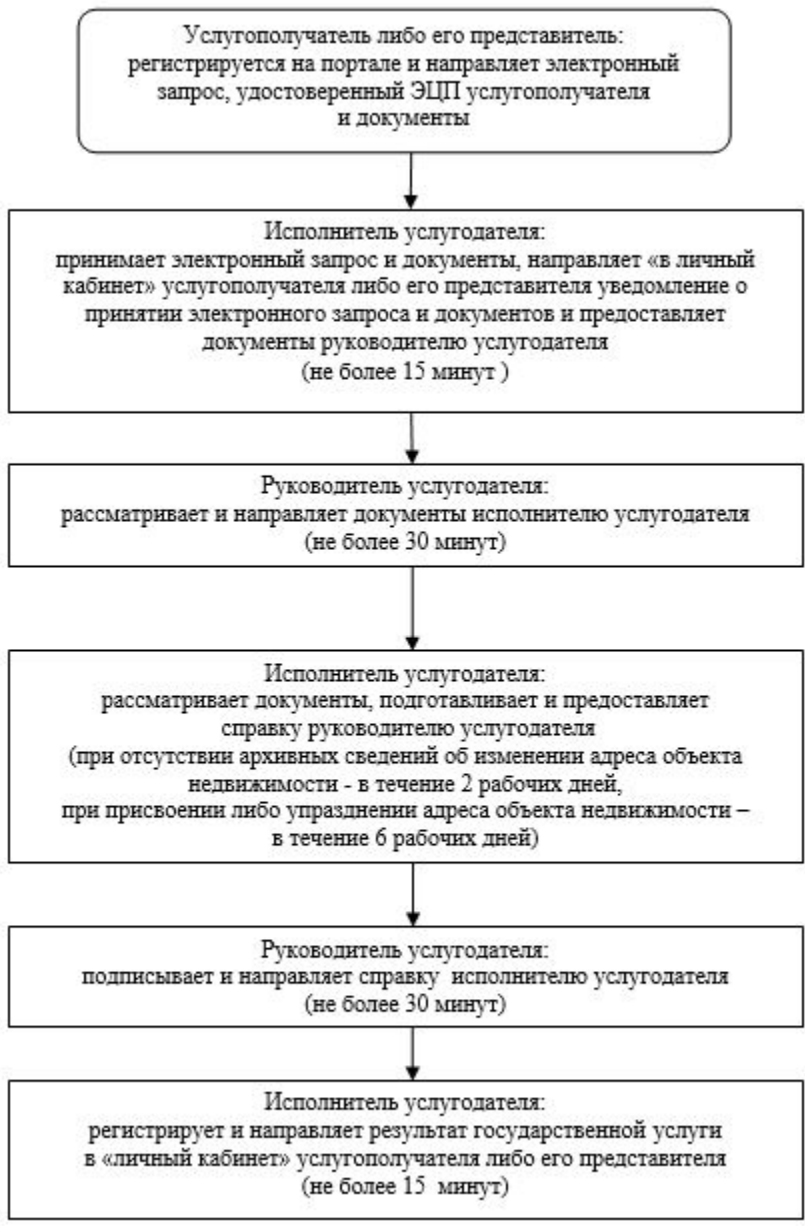 Услугополучатель либо его представитель:
регистрируется на портале и направляет электронный
запрос, удостоверенный ЭЦП услугополучателя
и документы
Исполнитель услугодателя:
принимает электронный запрос и документы, направляет «в личный
кабинет» услугополучателя либо его представителя уведомление о
принятии электронного запроса и документов и предоставляет
документы руководителю услугодателя
(не более 15 минут )
Руководитель услугодателя:
рассматривает и направляет документы исполнителю услугодателя
(не более 30 минут)
Исполнитель услугодателя:
рассматривает документы, подготавливает и предоставляет
справку руководителю услугодателя
(при отсутствии архивных сведений об изменении адреса объекта
недвижимости - в течение 2 рабочих дней,
при присвоении либо упразднении адреса объекта недвижимости –
в течение 6 рабочих дней)
Руководитель услугодателя:
подписывает и направляет справку исполнителю услугодателя
(не более 30 минут)
Исполнитель услугодателя:
регистрирует и направляет результат государственной услуги
в «личный кабинет» услугополучателя либо его представителя
(не более 15 минут)